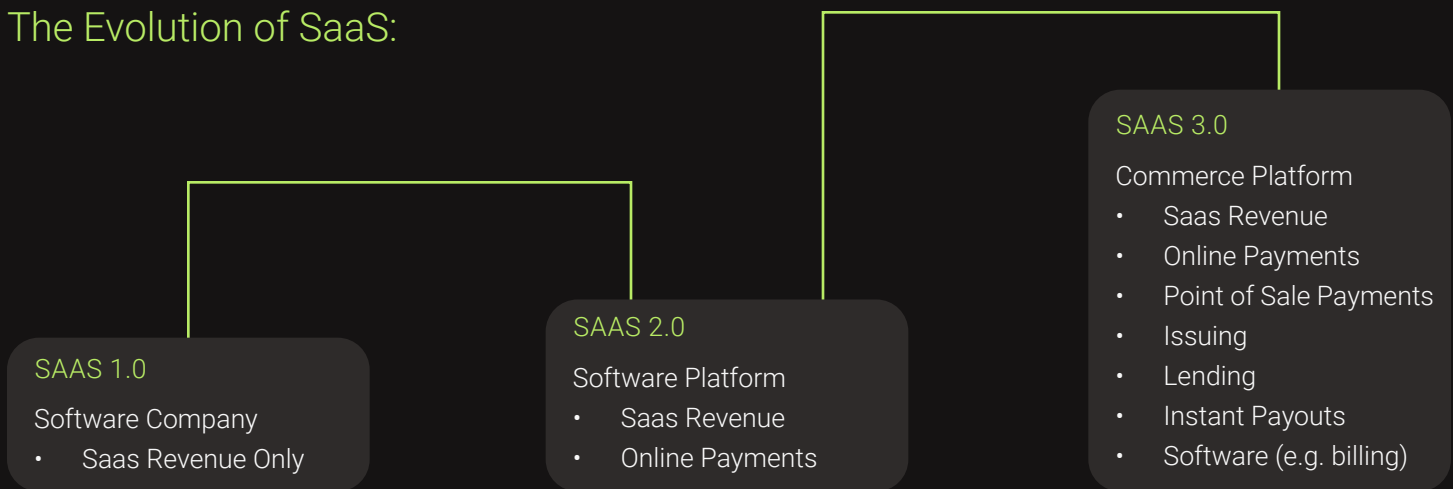 The Evolution of SaaS:
SAAS 1.0
Software Company
• Saas Revenue Only
SAAS 2.0
Software Platform
• Saas Revenue
• Online Payments
SAAS 3.0
Commerce Platform
• Saas Revenue
• Online Payments
• Point of Sale Payments
• Issuing
• Lending
• Instant Payouts
• Software (e.g. billing)